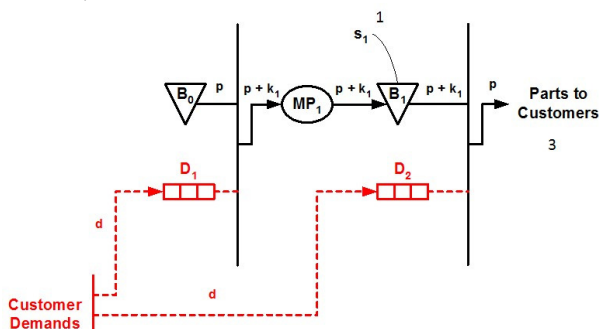 1
s1
p
p + k1
p + k1
p + k1
p
B0
MP1
B1
Parts to
Customers
3
D1
D2
d
d
Customer
Demands